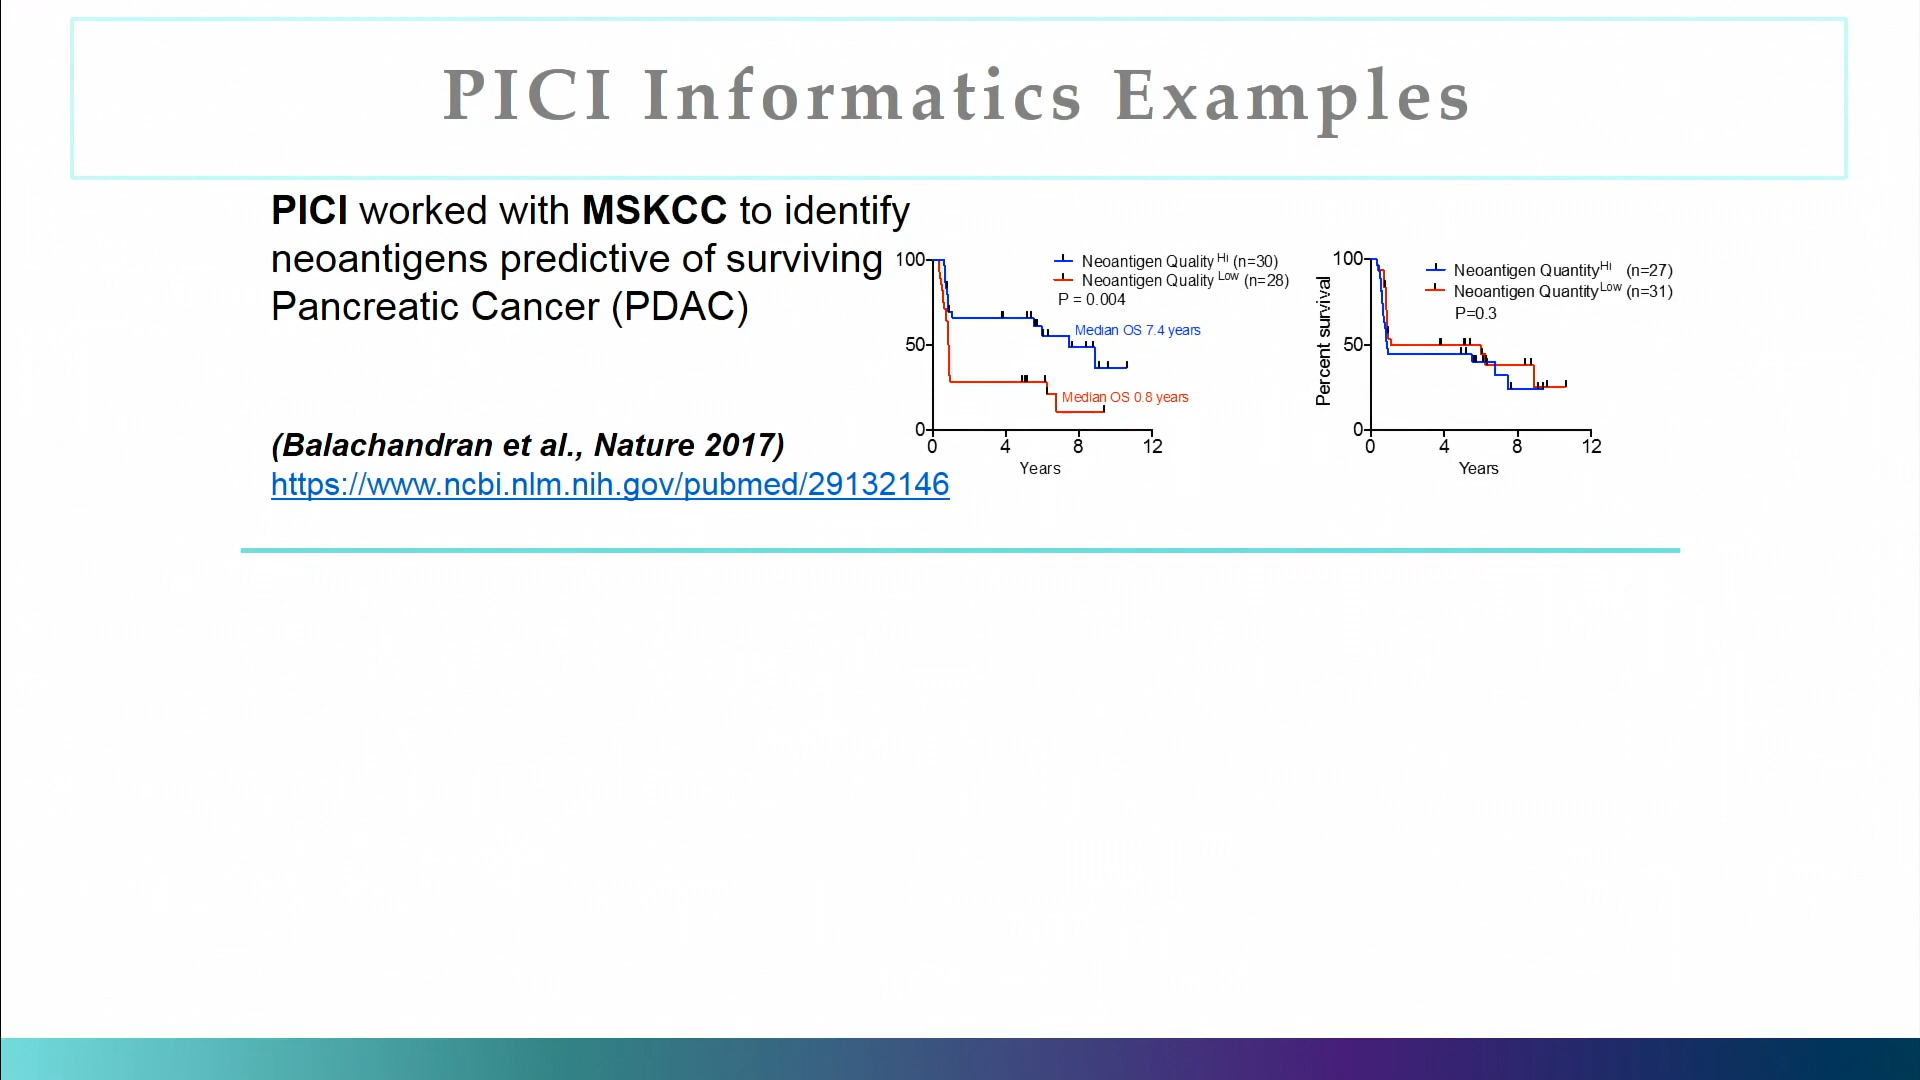 PICI Informatics Examples
PICI worked with MSKCC to identify
neoantigens predictive of surviving
Pancreatic Cancer (PDAC)
(Balachandran et al., Nature 2017)
https://www.ncbi.nlm.nih.gov/pubmed/29132146
100
50
0
0 4 8 12
Years
Neoantigen Quality Hi (n=30)
Neoantigen Quality Low (n=28)
P = 0.004
Median OS 7.4 years
Median OS 0.8 years
Percent survival
100
50
0
0 4 8 12
Years
Neoantigen QuantityHi (n=27)
Neoantigen QuantityLow (n=31)
P=0.3